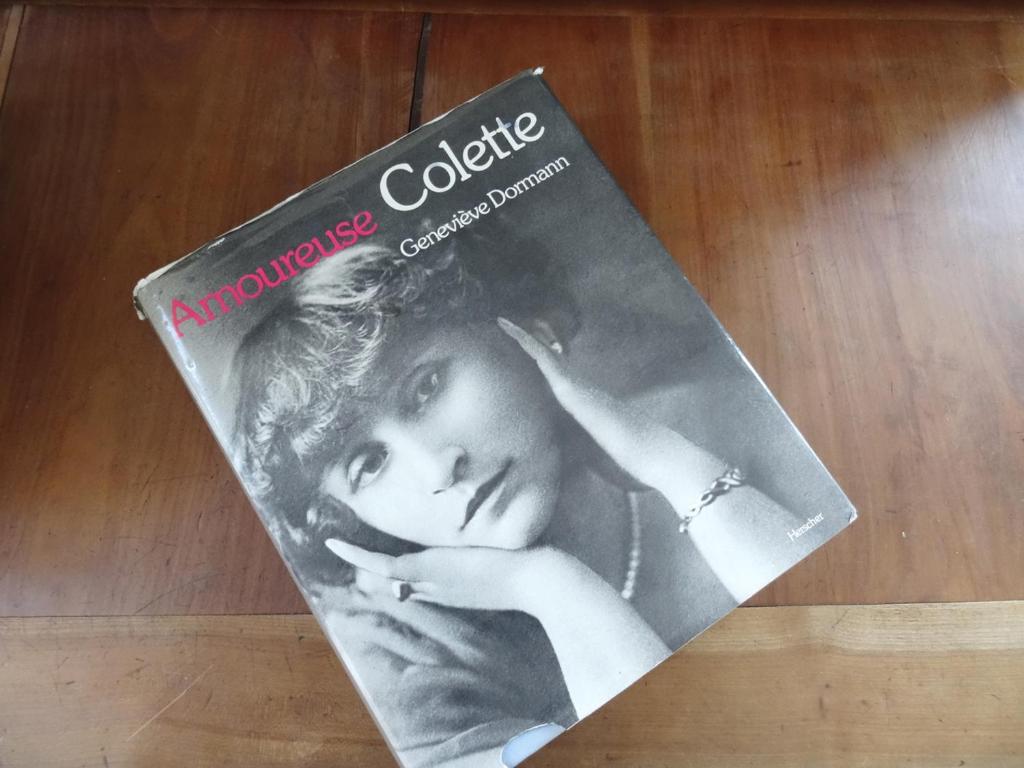 Amoureuse Colette
Geneviève Dormann
Herscher